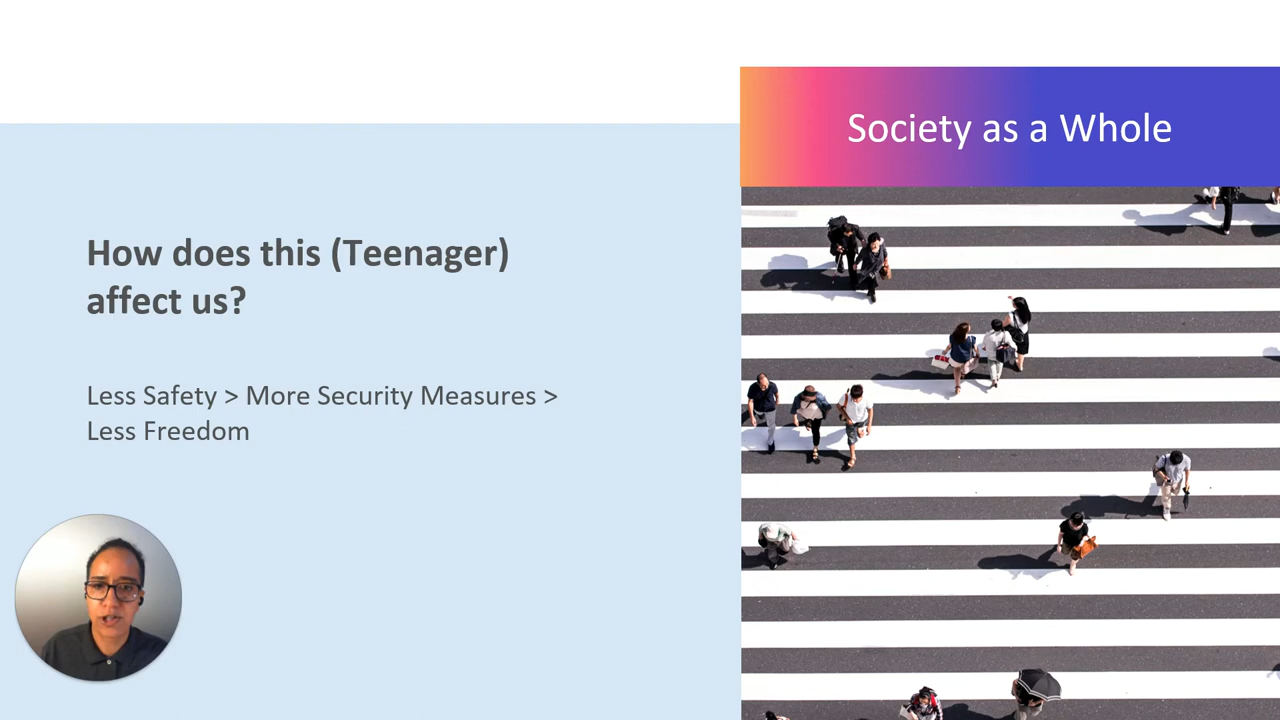 Society as a Whole
How does this (Teenager)
affect us?
Less Safety > More Security Measures >
Less Freedom